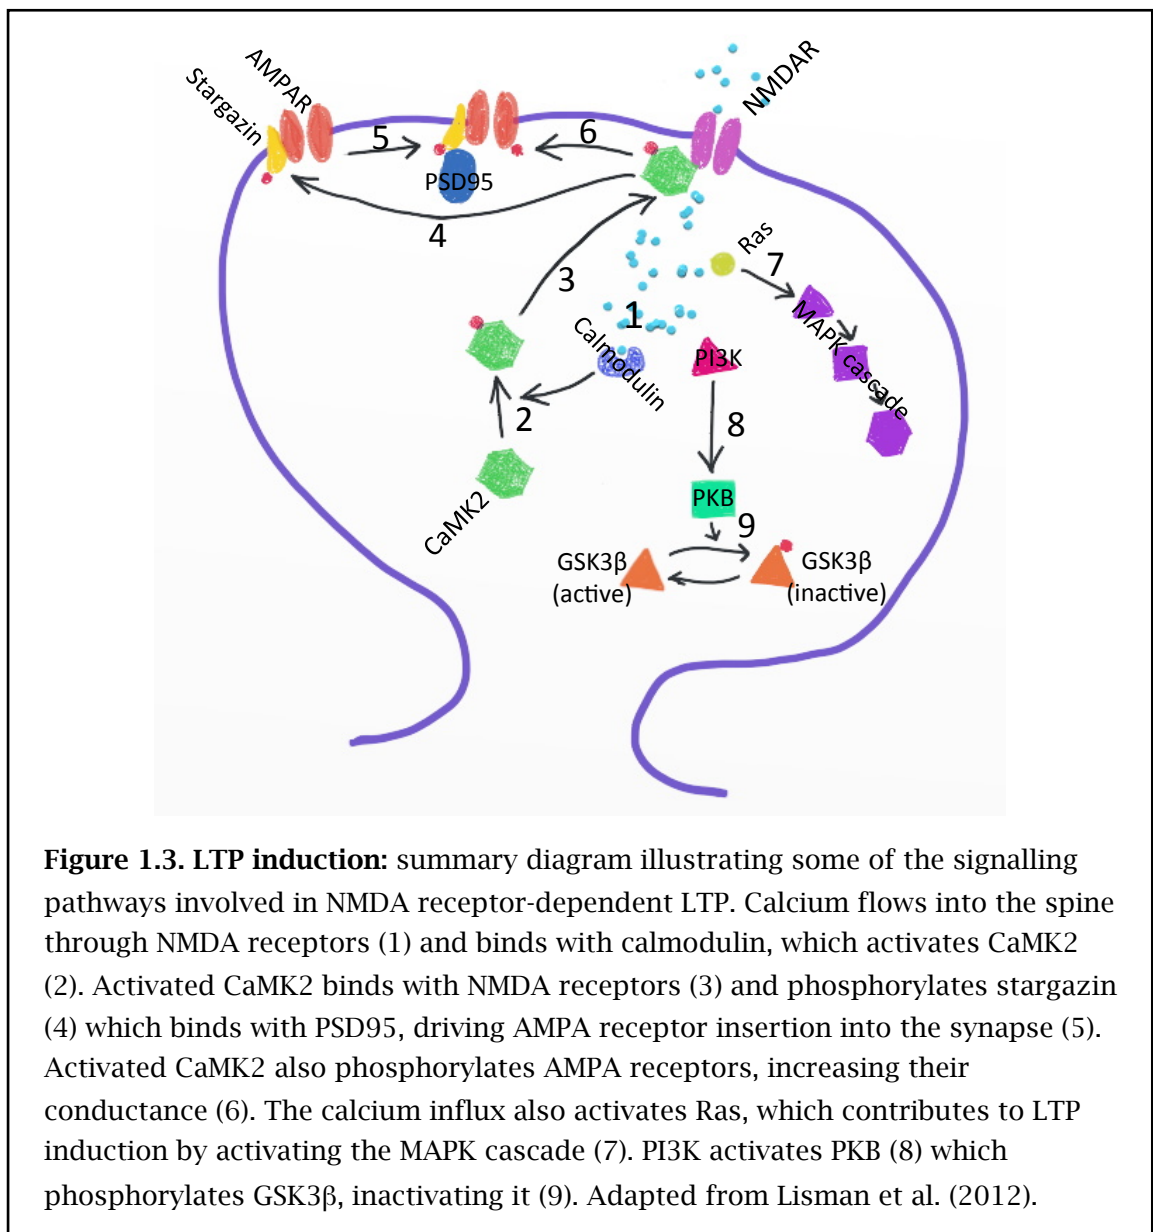 Stargazin
AMPAR
NMDAR
5
6
PSD95
4
Ras
7
3
1
MAPK cascade
Calmodulin
PI3K
2
8
CaMK2
PKB
9
GSK3β
(active)
GSK3β
(inactive)
Figure 1.3. LTP induction: summary diagram illustrating some of the signalling
pathways involved in NMDA receptor-dependent LTP. Calcium flows into the spine
through NMDA receptors (1) and binds with calmodulin, which activates CaMK2
(2). Activated CaMK2 binds with NMDA receptors (3) and phosphorylates stargazin
(4) which binds with PSD95, driving AMPA receptor insertion into the synapse (5).
Activated CaMK2 also phosphorylates AMPA receptors, increasing their
conductance (6). The calcium influx also activates Ras, which contributes to LTP
induction by activating the MAPK cascade (7). PI3K activates PKB (8) which
phosphorylates GSK3β, inactivating it (9). Adapted from Lisman et al. (2012).